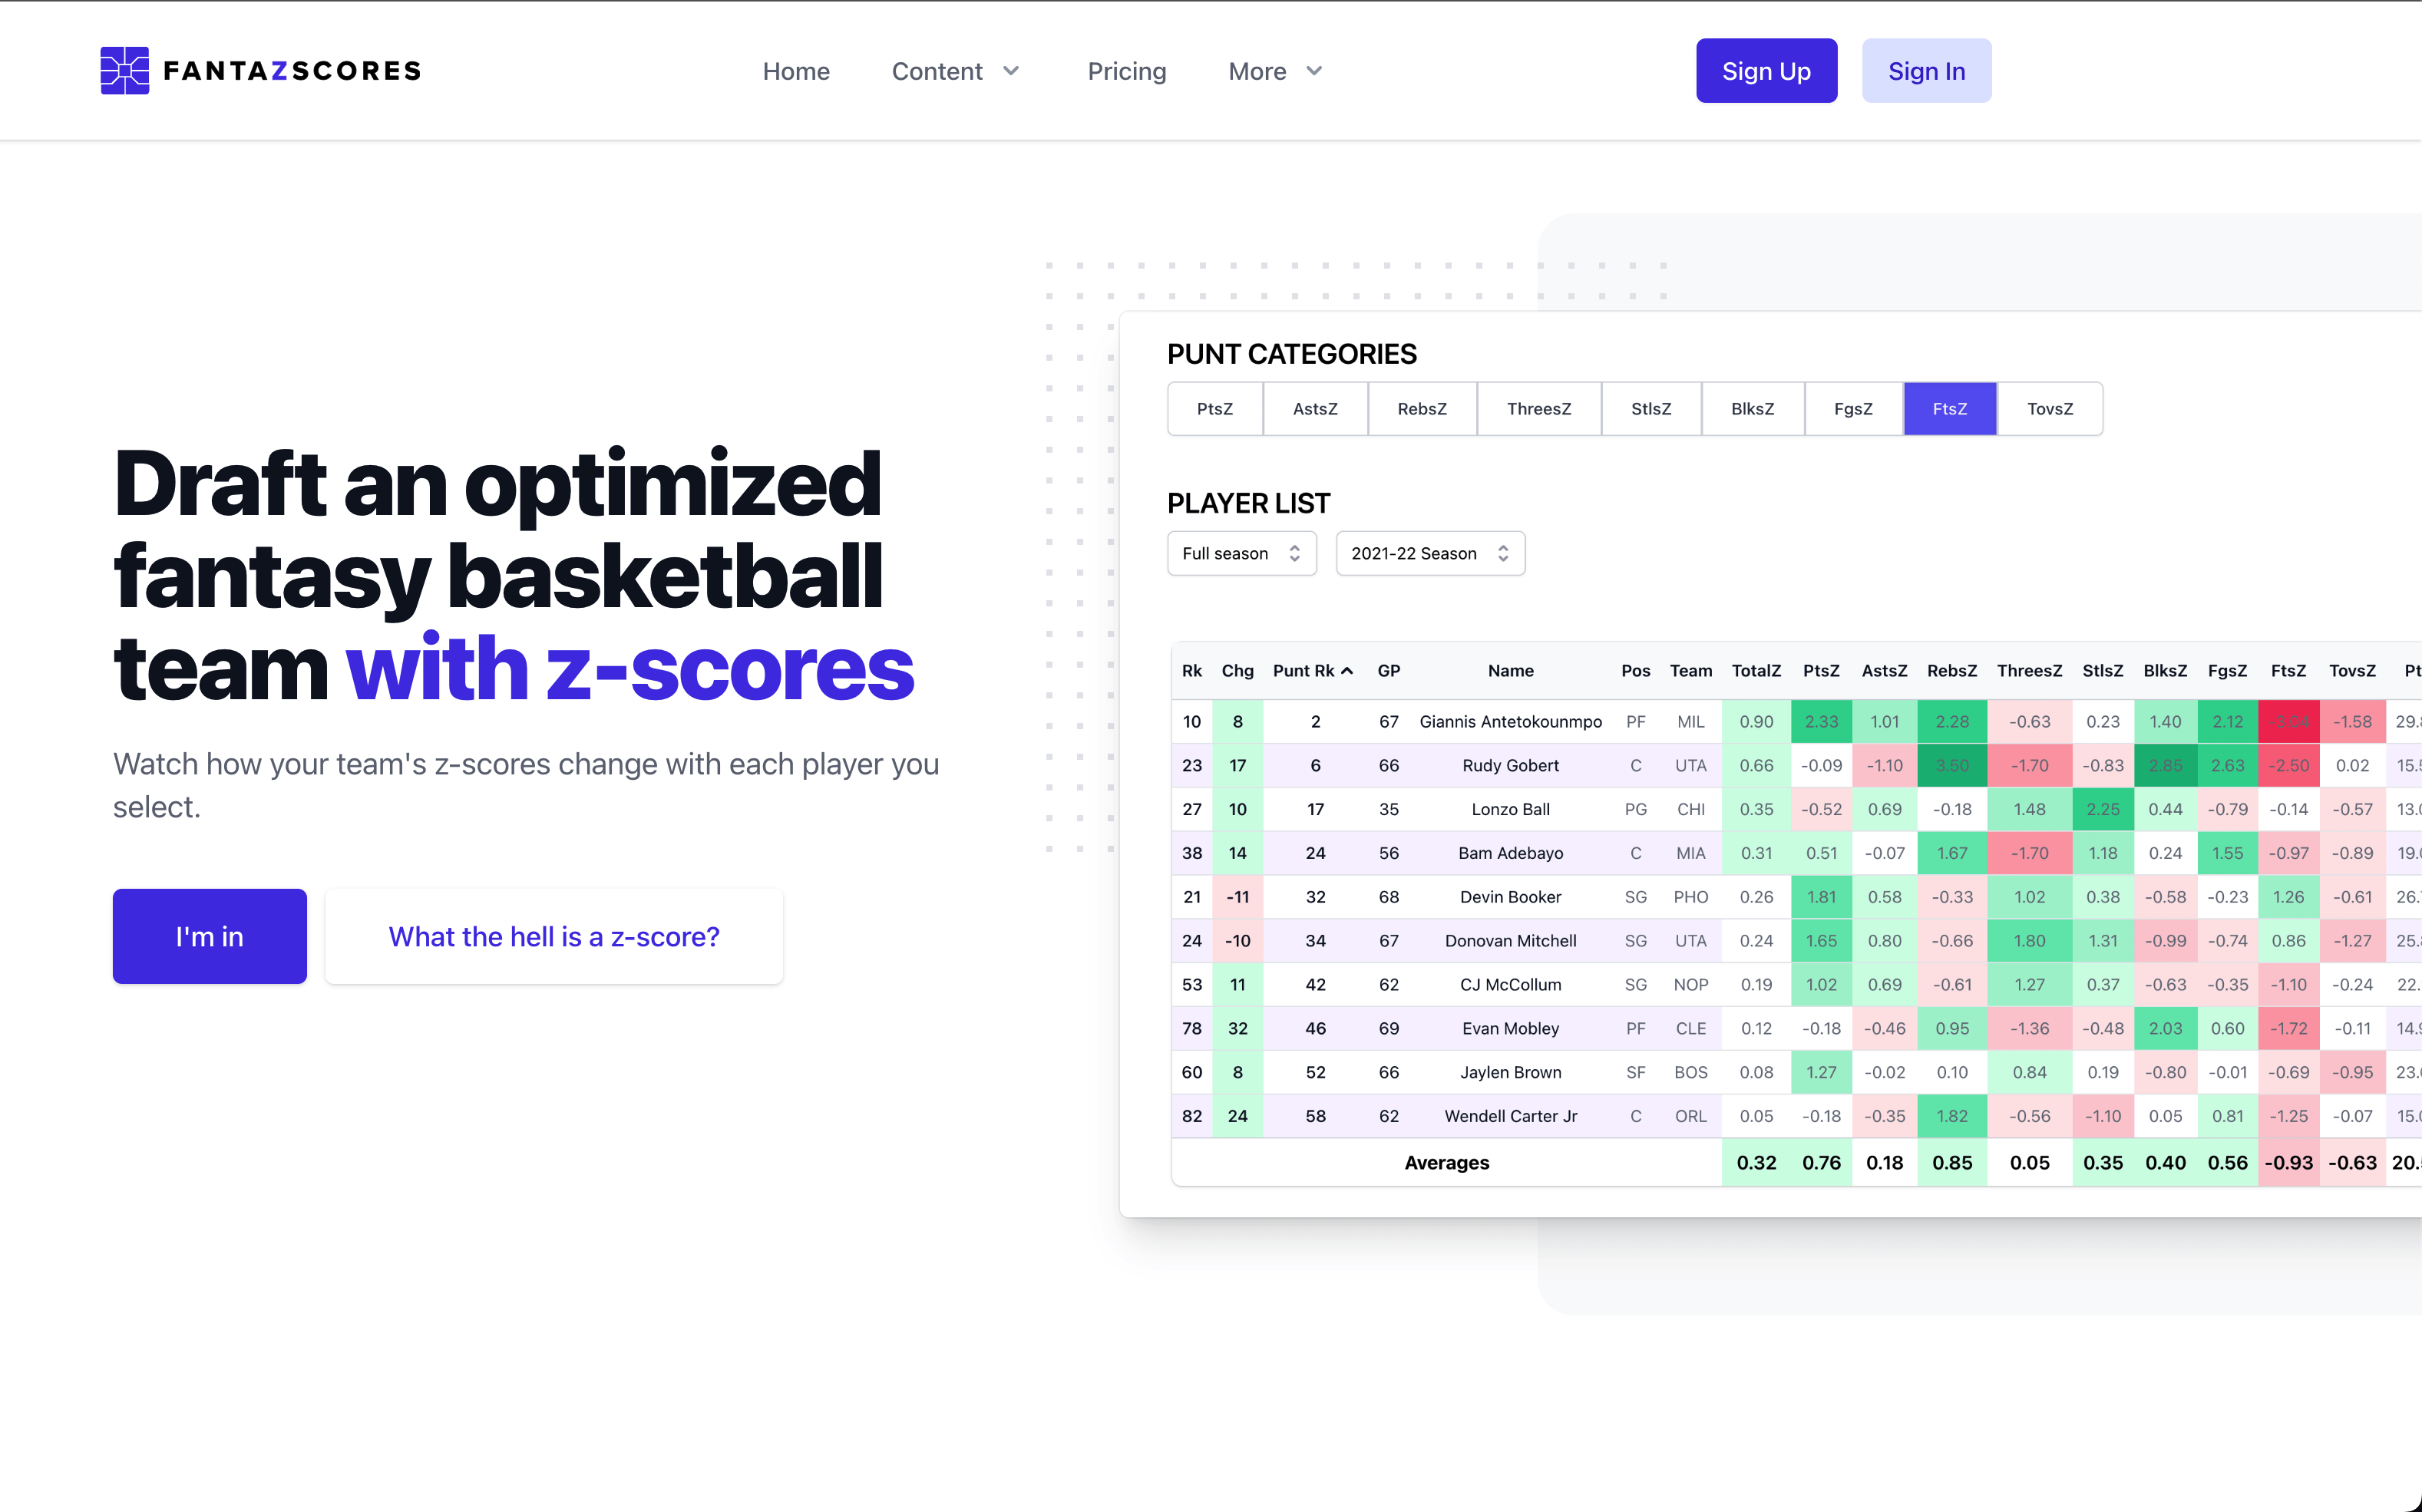 FANTAZSCORES Home Content Pricing More Sign Up Sign In
Draft an optimized
fantasy basketball
team with z-scores
Watch how your team's z-scores change with each player you
select.
I'm in What the hell is a z-score?
PUNT CATEGORIES
PtsZ AstsZ RebsZ ThreesZ StlsZ BlksZ FgsZ FtsZ TovsZ
PLAYER LIST
Full season 2021-22 Season
Rk Chg Punt Rk GP Name Pos Team TotalZ PtsZ AstsZ RebsZ ThreesZ StlsZ BlksZ FgsZ FtsZ TovsZ
10 8 2 67 Giannis Antetokounmpo PF MIL 0.90 2.33 1.01 2.28 -0.63 0.23 1.40 2.12 -3.04 -1.58
23 17 6 66 Rudy Gobert C UTA 0.66 -0.09 -1.10 3.50 -1.70 -0.83 2.85 2.63 -2.50 0.02
27 10 17 35 Lonzo Ball PG CHI 0.35 -0.52 0.69 -0.18 1.48 2.25 0.44 -0.79 -0.14 -0.57
38 14 24 56 Bam Adebayo C MIA 0.31 0.51 -0.07 1.67 -1.70 1.18 0.24 1.55 -0.97 -0.89
21 -11 32 68 Devin Booker SG PHO 0.26 1.81 0.58 -0.33 1.02 0.38 -0.58 -0.23 1.26 -0.61
24 -10 34 67 Donovan Mitchell SG UTA 0.24 1.65 0.80 -0.66 1.80 1.31 -0.99 -0.74 0.86 -1.27
53 11 42 62 CJ McCollum SG NOP 0.19 1.02 0.69 -0.61 1.27 0.37 -0.63 -0.35 -1.10 -0.24
78 32 46 69 Evan Mobley PF CLE 0.12 -0.18 -0.46 0.95 -1.36 -0.48 2.03 0.60 -1.72 -0.11
60 8 52 66 Jaylen Brown SF BOS 0.08 1.27 -0.02 0.10 0.84 0.19 -0.80 -0.01 -0.69 -0.95
82 24 58 62 Wendell Carter Jr C ORL 0.05 -0.18 -0.35 1.82 -0.56 -1.10 0.05 0.81 -1.25 -0.07
Averages 0.32 0.76 0.18 0.85 0.05 0.35 0.40 0.56 -0.93 -0.63